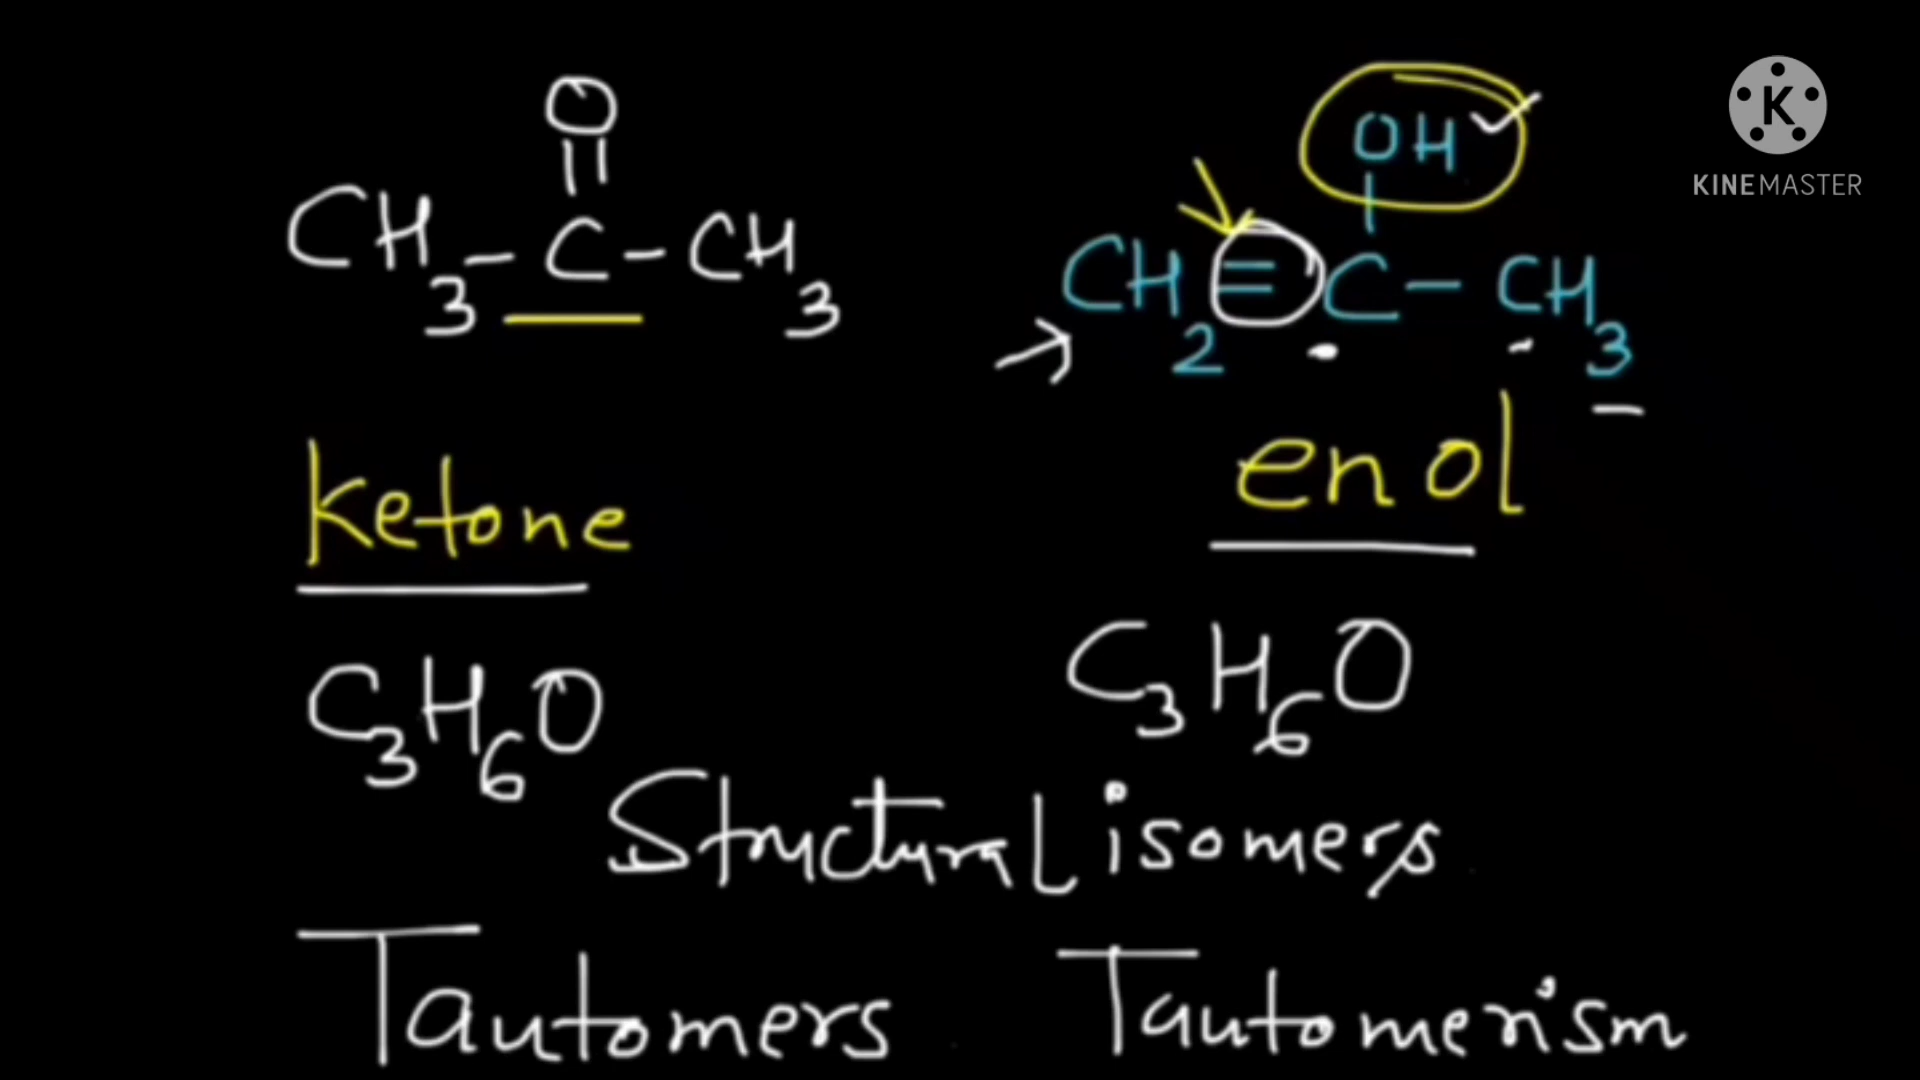 O
||
CH3 - C - CH3
OH
|
CH2 = C - CH3
KINEMASTER
Ketone
enol
C3H6O
C3H6O
Structural isomers
Tautomers
Tautomerism